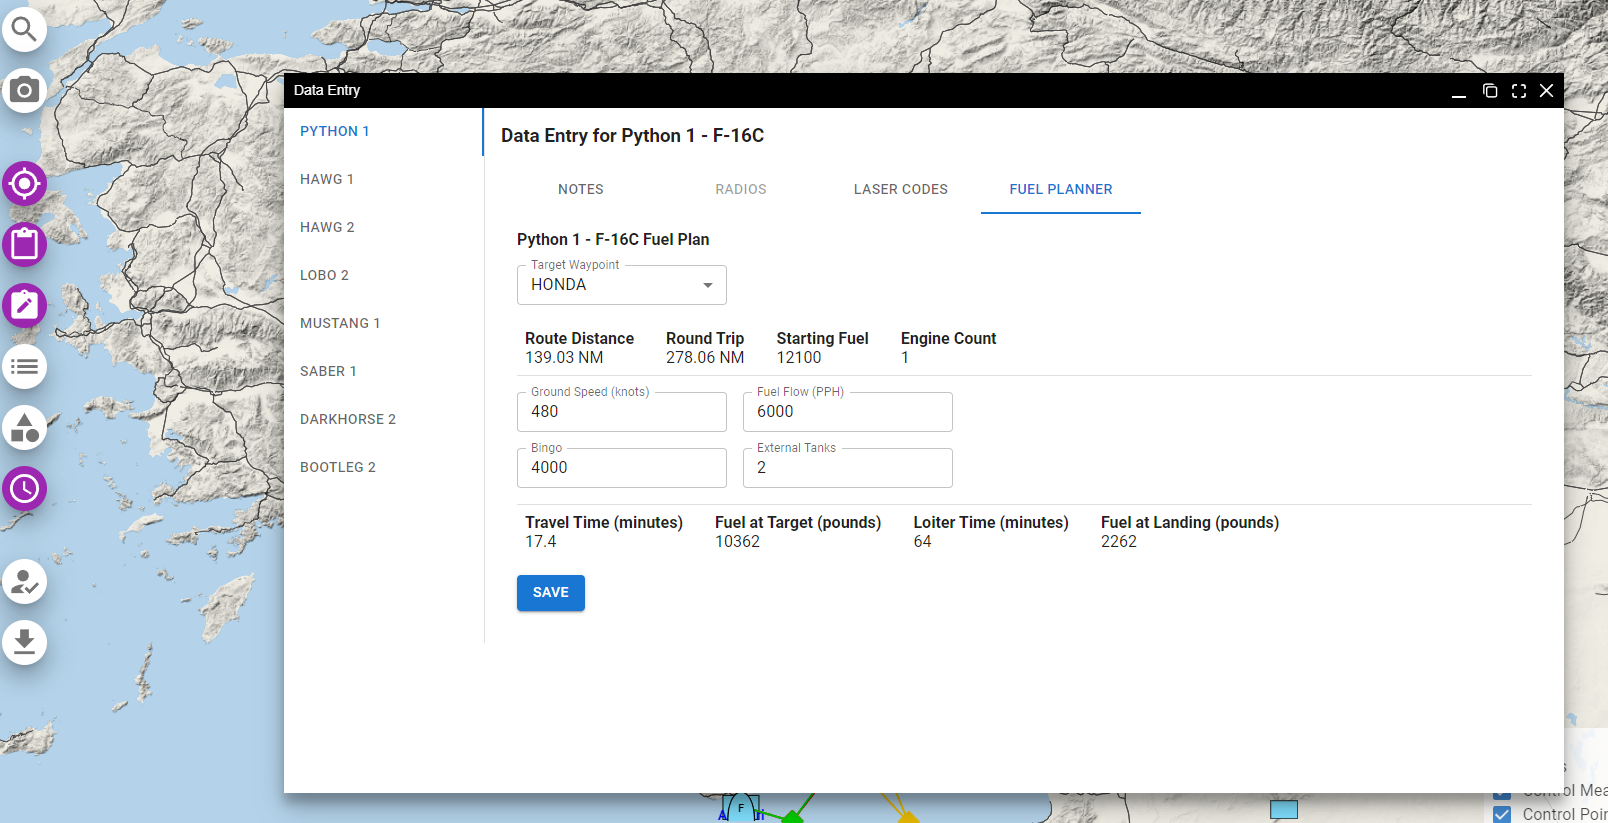 Data Entry
PYTHON 1
HAWG 1
HAWG 2
LOBO 2
MUSTANG 1
SABER 1
DARKHORSE 2
BOOTLEG 2
Data Entry for Python 1 - F-16C
NOTES RADIOS LASER CODES FUEL PLANNER
Python 1 - F-16C Fuel Plan
Target Waypoint
HONDA
Route Distance Round Trip Starting Fuel Engine Count
139.03 NM 278.06 NM 12100 1
Ground Speed (knots) Fuel Flow (PPH)
480 6000
Bingo External Tanks
4000 2
Travel Time (minutes) Fuel at Target (pounds) Loiter Time (minutes) Fuel at Landing (pounds)
17.4 10362 64 2262
SAVE
F
Control Mea
Control Poin